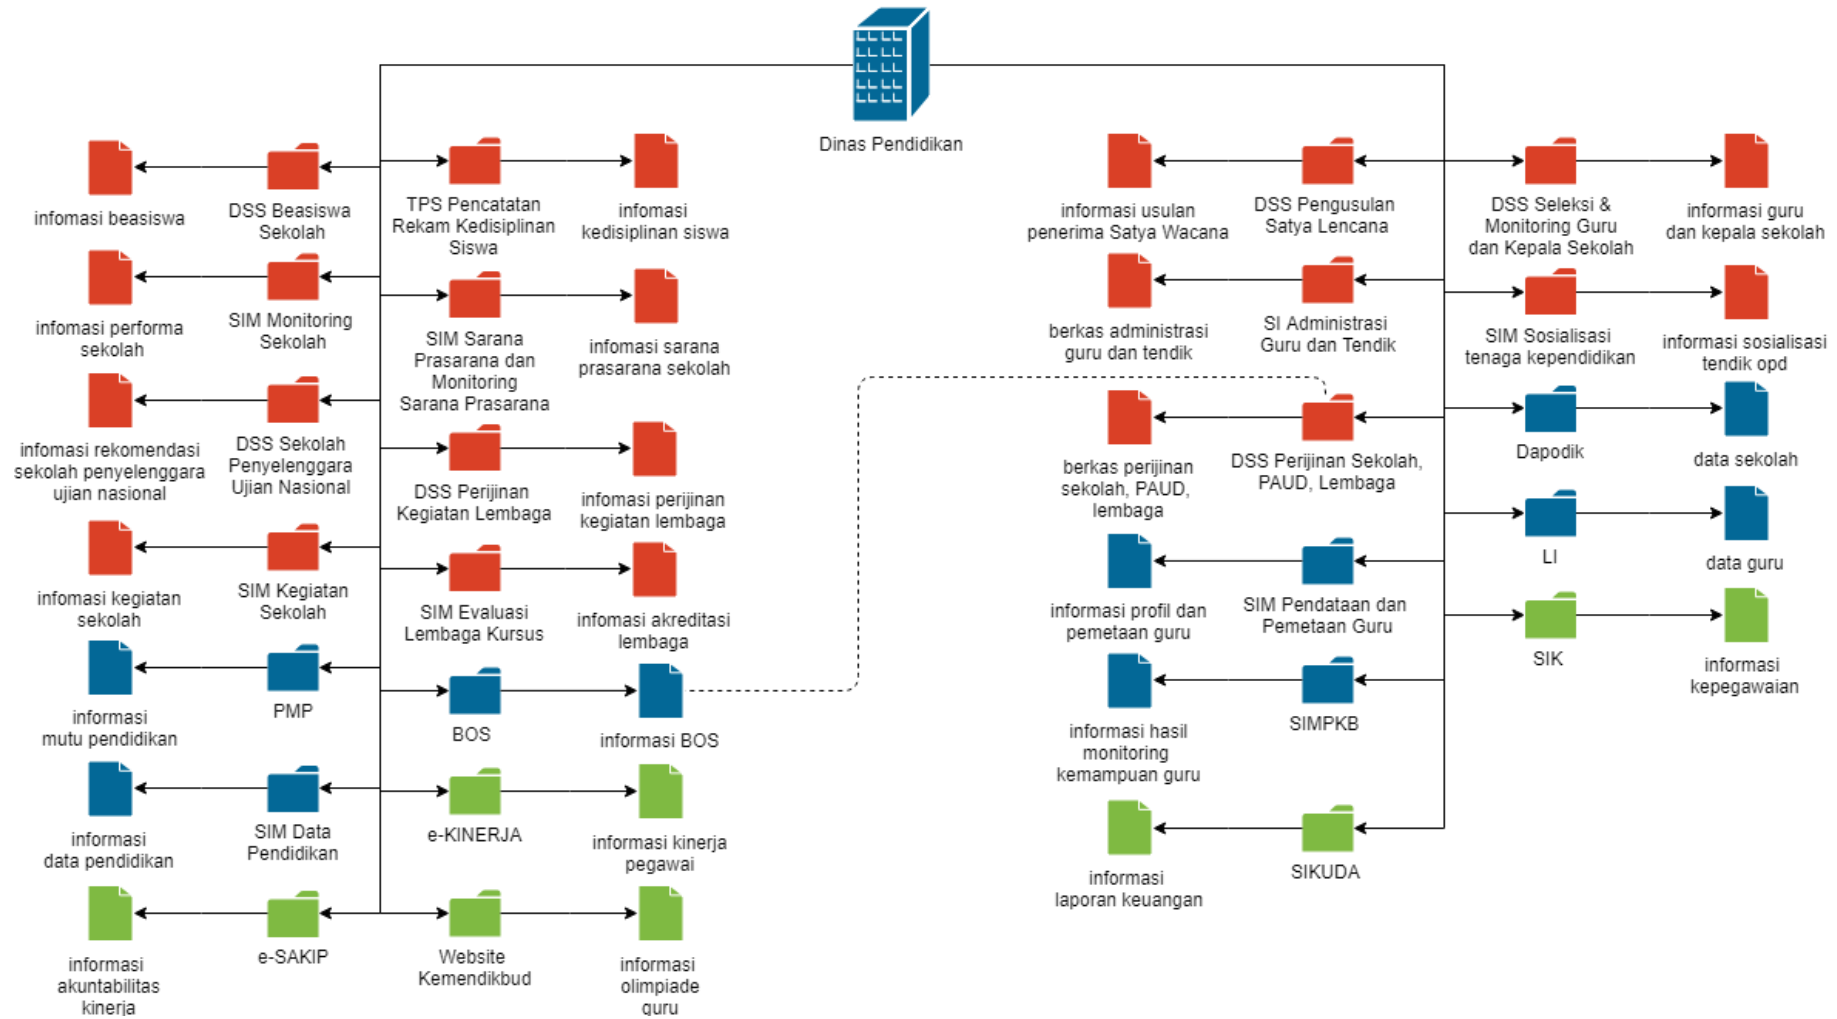 Dinas Pendidikan
infomasi beasiswa
DSS Beasiswa
Sekolah
TPS Pencatatan
Rekam Kedisiplinan
Siswa
infomasi
kedisiplinan siswa
infomasi performa
sekolah
SIM Monitoring
Sekolah
SIM Sarana
Prasarana dan
Monitoring
Sarana Prasarana
infomasi sarana
prasarana sekolah
infomasi rekomendasi
sekolah penyelenggara
ujian nasional
DSS Sekolah
Penyelenggara
Ujian Nasional
DSS Perijinan
Kegiatan Lembaga
infomasi perijinan
kegiatan lembaga
infomasi kegiatan
sekolah
SIM Kegiatan
Sekolah
SIM Evaluasi
Lembaga Kursus
infomasi akreditasi
lembaga
informasi
mutu pendidikan
PMP
BOS
informasi BOS
informasi
data pendidikan
SIM Data
Pendidikan
e-KINERJA
informasi kinerja
pegawai
informasi
akuntabilitas
kinerja
e-SAKIP
Website
Kemendikbud
informasi
olimpiade
guru
informasi usulan
penerima Satya Wacana
DSS Pengusulan
Satya Lencana
DSS Seleksi &
Monitoring Guru
dan Kepala Sekolah
informasi guru
dan kepala sekolah
berkas administrasi
guru dan tendik
SI Administrasi
Guru dan Tendik
SIM Sosialisasi
tenaga kependidikan
informasi sosialisasi
tendik opd
berkas perijinan
sekolah, PAUD,
lembaga
DSS Perijinan Sekolah,
PAUD, Lembaga
Dapodik
data sekolah
LI
data guru
informasi profil dan
pemetaan guru
SIM Pendataan dan
Pemetaan Guru
SIK
informasi
kepegawaian
informasi hasil
monitoring
kemampuan guru
SIMPKB
informasi
laporan keuangan
SIKUDA